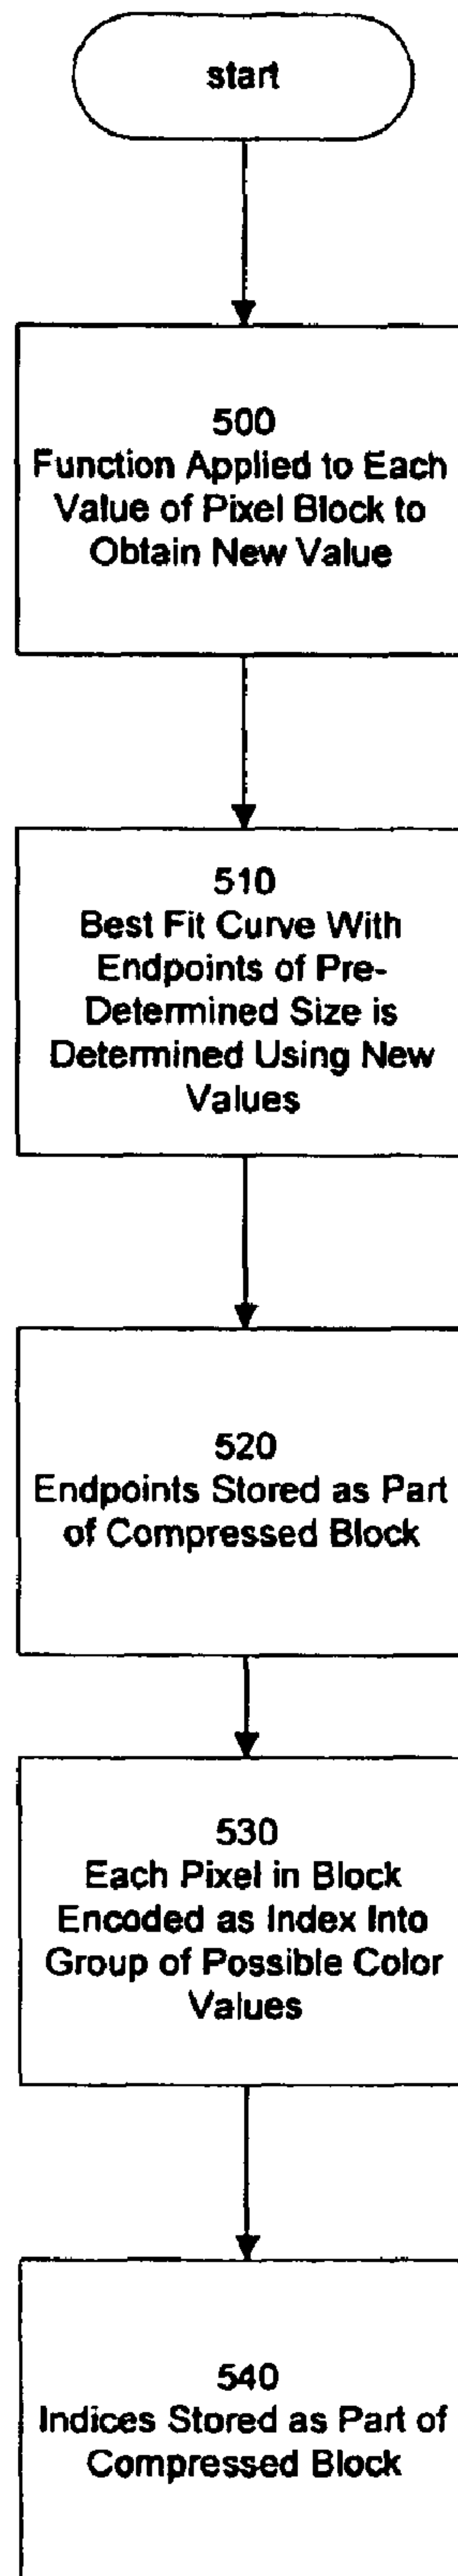 start
500
Function Applied to Each
Value of Pixel Block to
Obtain New Value
510
Best Fit Curve With
Endpoints of Pre-
Determined Size is
Determined Using New
Values
520
Endpoints Stored as Part
of Compressed Block
530
Each Pixel in Block
Encoded as Index Into
Group of Possible Color
Values
540
Indices Stored as Part of
Compressed Block